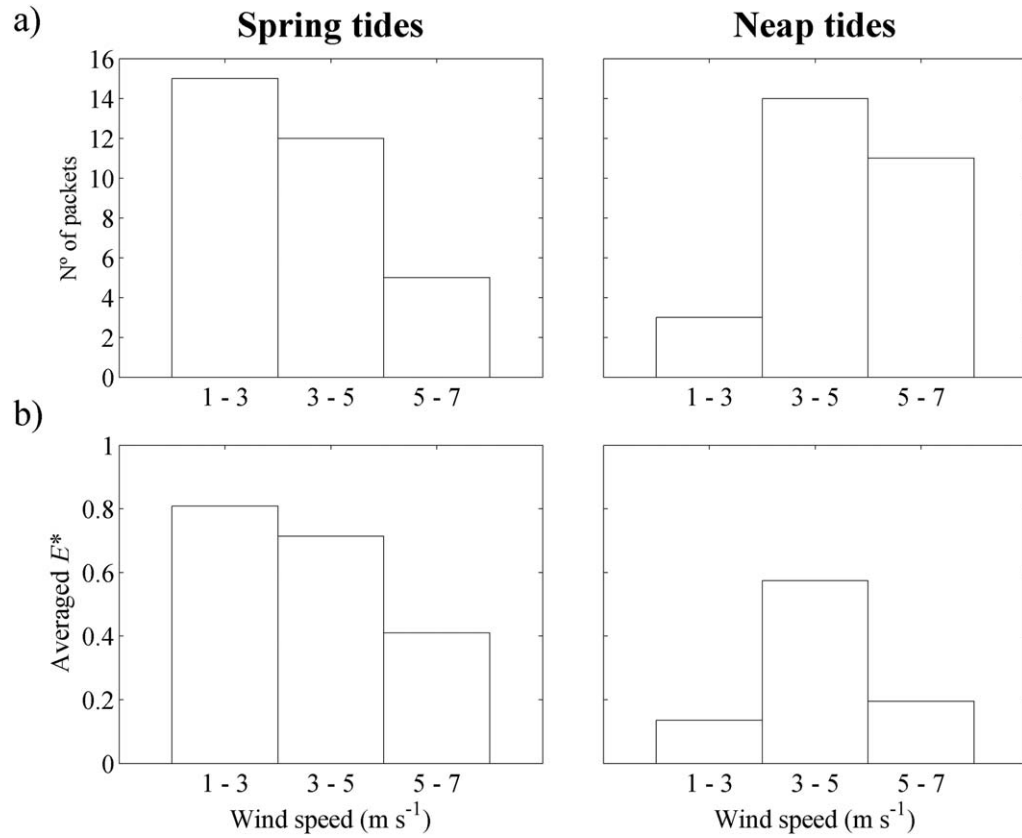 a)
Spring tides
Neap tides
Nº of packets
16
14
12
10
8
6
4
2
0
1 - 3 3 - 5 5 - 7
1 - 3 3 - 5 5 - 7
b)
Averaged E*
1
0.8
0.6
0.4
0.2
0
1 - 3 3 - 5 5 - 7
Wind speed (m s⁻¹)
1 - 3 3 - 5 5 - 7
Wind speed (m s⁻¹)